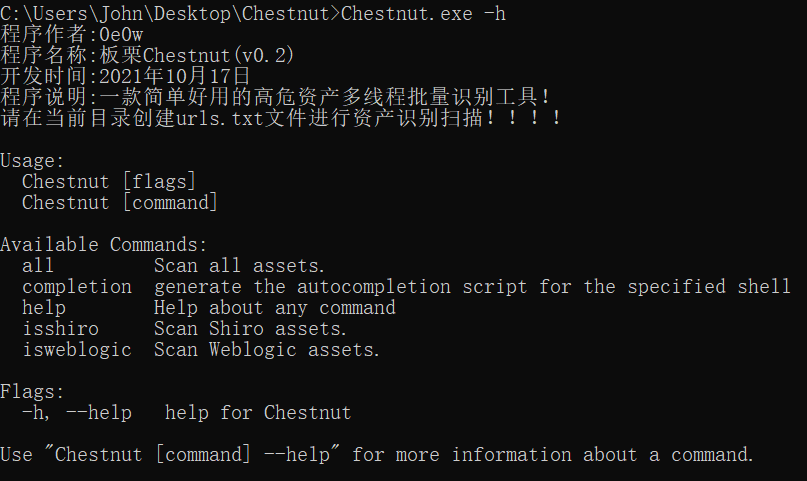 C:\Users\John\Desktop\Chestnut>Chestnut.exe -h
程序作者:0e0w
程序名称:板栗Chestnut(v0.2)
开发时间:2021年10月17日
程序说明:一款简单好用的高危资产多线程批量识别工具!
请在当前目录创建urls.txt文件进行资产识别扫描!!!!
Usage:
  Chestnut [flags]
  Chestnut [command]
Available Commands:
  all         Scan all assets.
  completion  generate the autocompletion script for the specified shell
  help        Help about any command
  isshiro     Scan Shiro assets.
  isweblogic  Scan Weblogic assets.
Flags:
  -h, --help   help for Chestnut
Use "Chestnut [command] --help" for more information about a command.